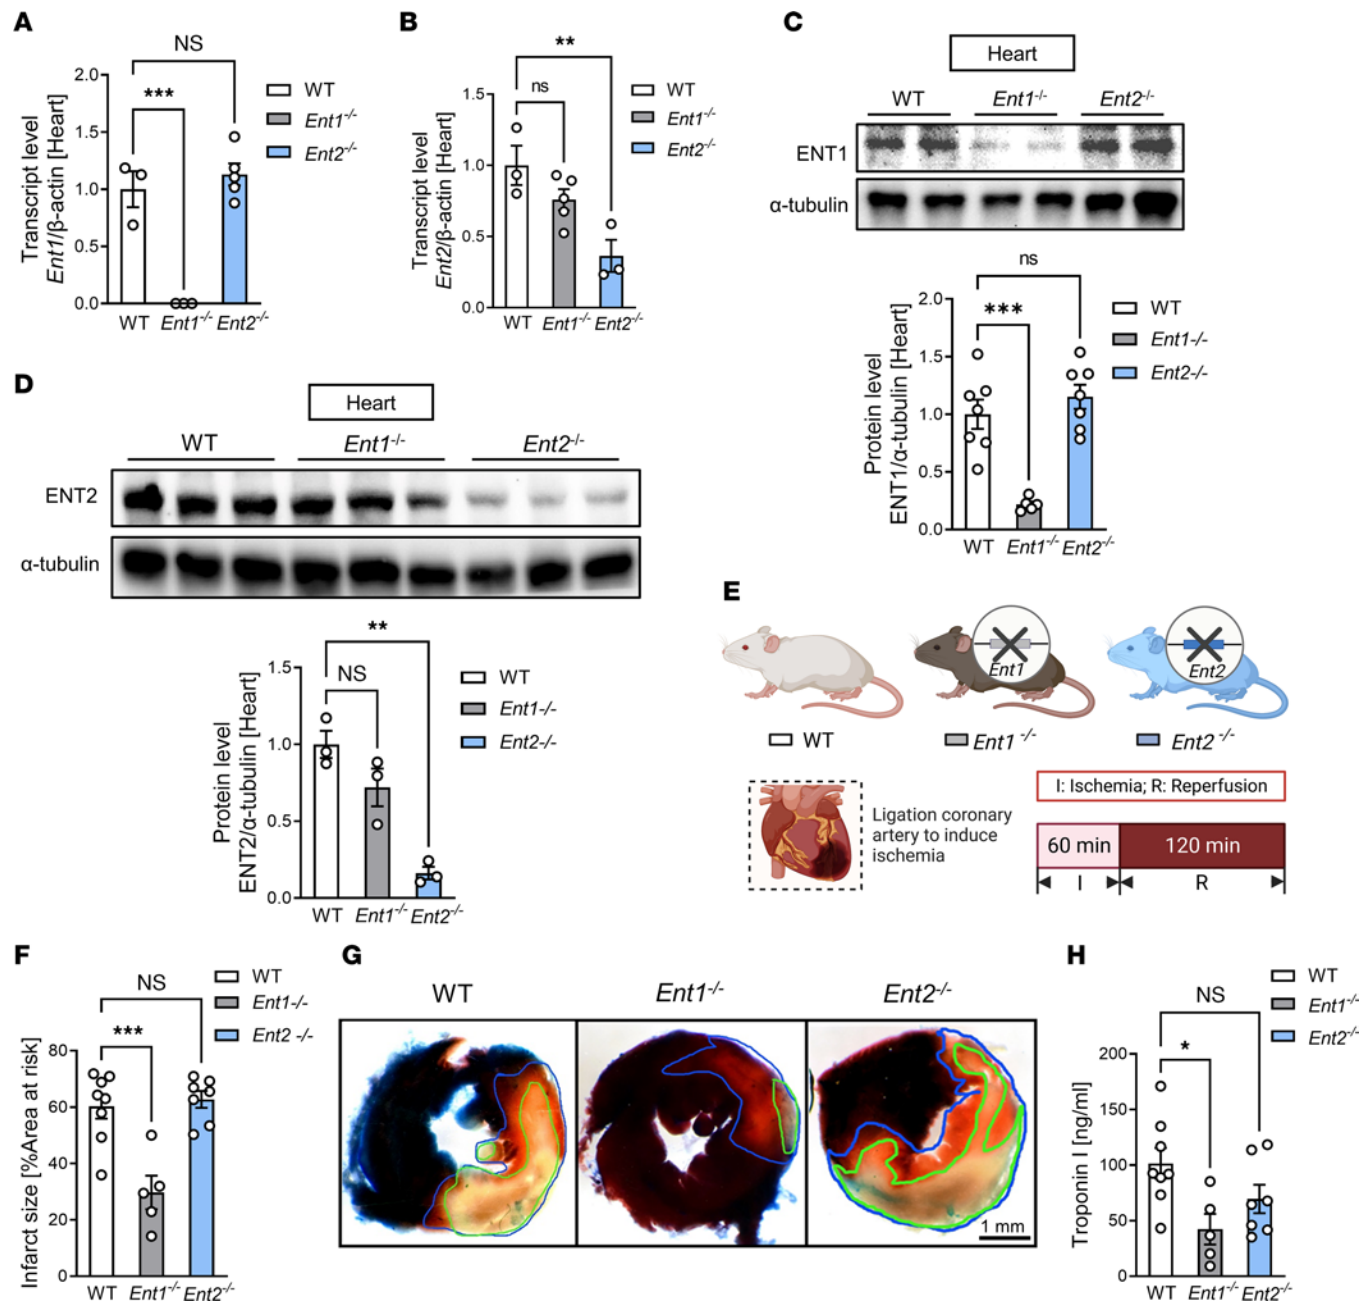 A
NS
***
Transcript level
Ent1/β-actin [Heart]
2.0
1.5
1.0
0.5
0.0
WT
Ent1-/-
Ent2-/-
WT Ent1-/- Ent2-/-
B
**
ns
Transcript level
Ent2/β-actin [Heart]
1.5
1.0
0.5
0.0
WT
Ent1-/-
Ent2-/-
WT Ent1-/- Ent2-/-
C
Heart
WT Ent1-/- Ent2-/-
ENT1
α-tubulin
ns
***
Protein level
ENT1/α-tubulin [Heart]
2.0
1.5
1.0
0.5
0.0
WT
Ent1-/-
Ent2-/-
WT Ent1-/- Ent2-/-
D
Heart
WT Ent1-/- Ent2-/-
ENT2
α-tubulin
**
NS
Protein level
ENT2/α-tubulin [Heart]
1.5
1.0
0.5
0.0
WT
Ent1-/-
Ent2-/-
WT Ent1-/- Ent2-/-
E
Ent1
Ent2
WT
Ent1 -/-
Ent2 -/-
Ligation coronary
artery to induce
ischemia
I: Ischemia; R: Reperfusion
60 min 120 min
I R
F
NS
***
Infarct size [%Area at risk]
80
60
40
20
0
WT
Ent1-/-
Ent2 -/-
WT Ent1-/- Ent2-/-
G
WT Ent1-/- Ent2-/-
1 mm
H
NS
*
Troponin I [ng/ml]
200
150
100
50
0
WT
Ent1-/-
Ent2-/-
WT Ent1-/- Ent2-/-